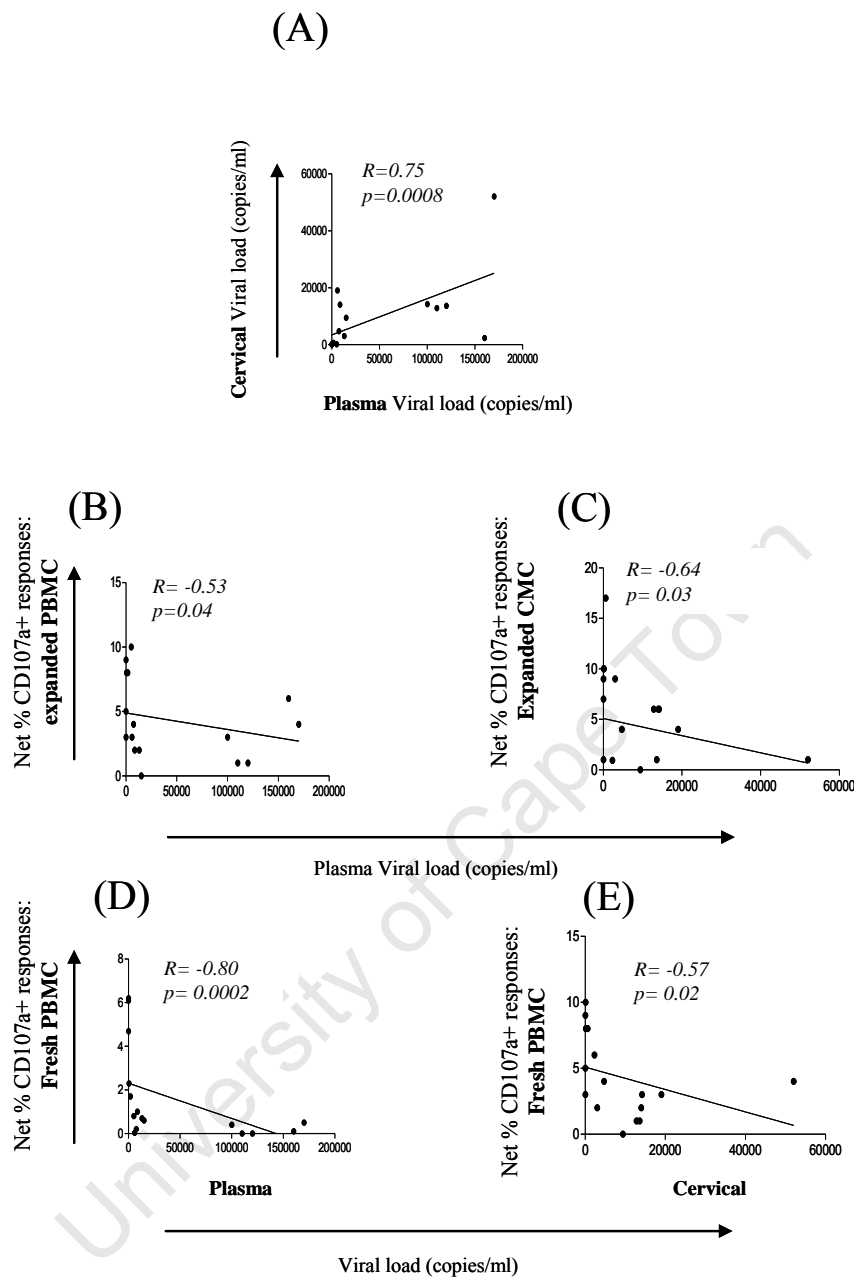 (A)
Cervical Viral load (copies/ml)
R=0.75
p=0.0008
60000
40000
20000
0
0 50000 100000 150000 200000
Plasma Viral load (copies/ml)
(B)
Net % CD107a+ responses:
expanded PBMC
R= -0.53
p=0.04
15
10
5
0
0 50000 100000 150000 200000
(C)
Net % CD107a+ responses:
Expanded CMC
R= -0.64
p= 0.03
20
15
10
5
0
0 20000 40000 60000
Plasma Viral load (copies/ml)
(D)
Net % CD107a+ responses:
Fresh PBMC
R= -0.80
p= 0.0002
8
6
4
2
0
0 50000 100000 150000 200000
Plasma
(E)
Net % CD107a+ responses:
Fresh PBMC
R= -0.57
p= 0.02
15
10
5
0
0 20000 40000 60000
Cervical
Viral load (copies/ml)
University of Cape Town